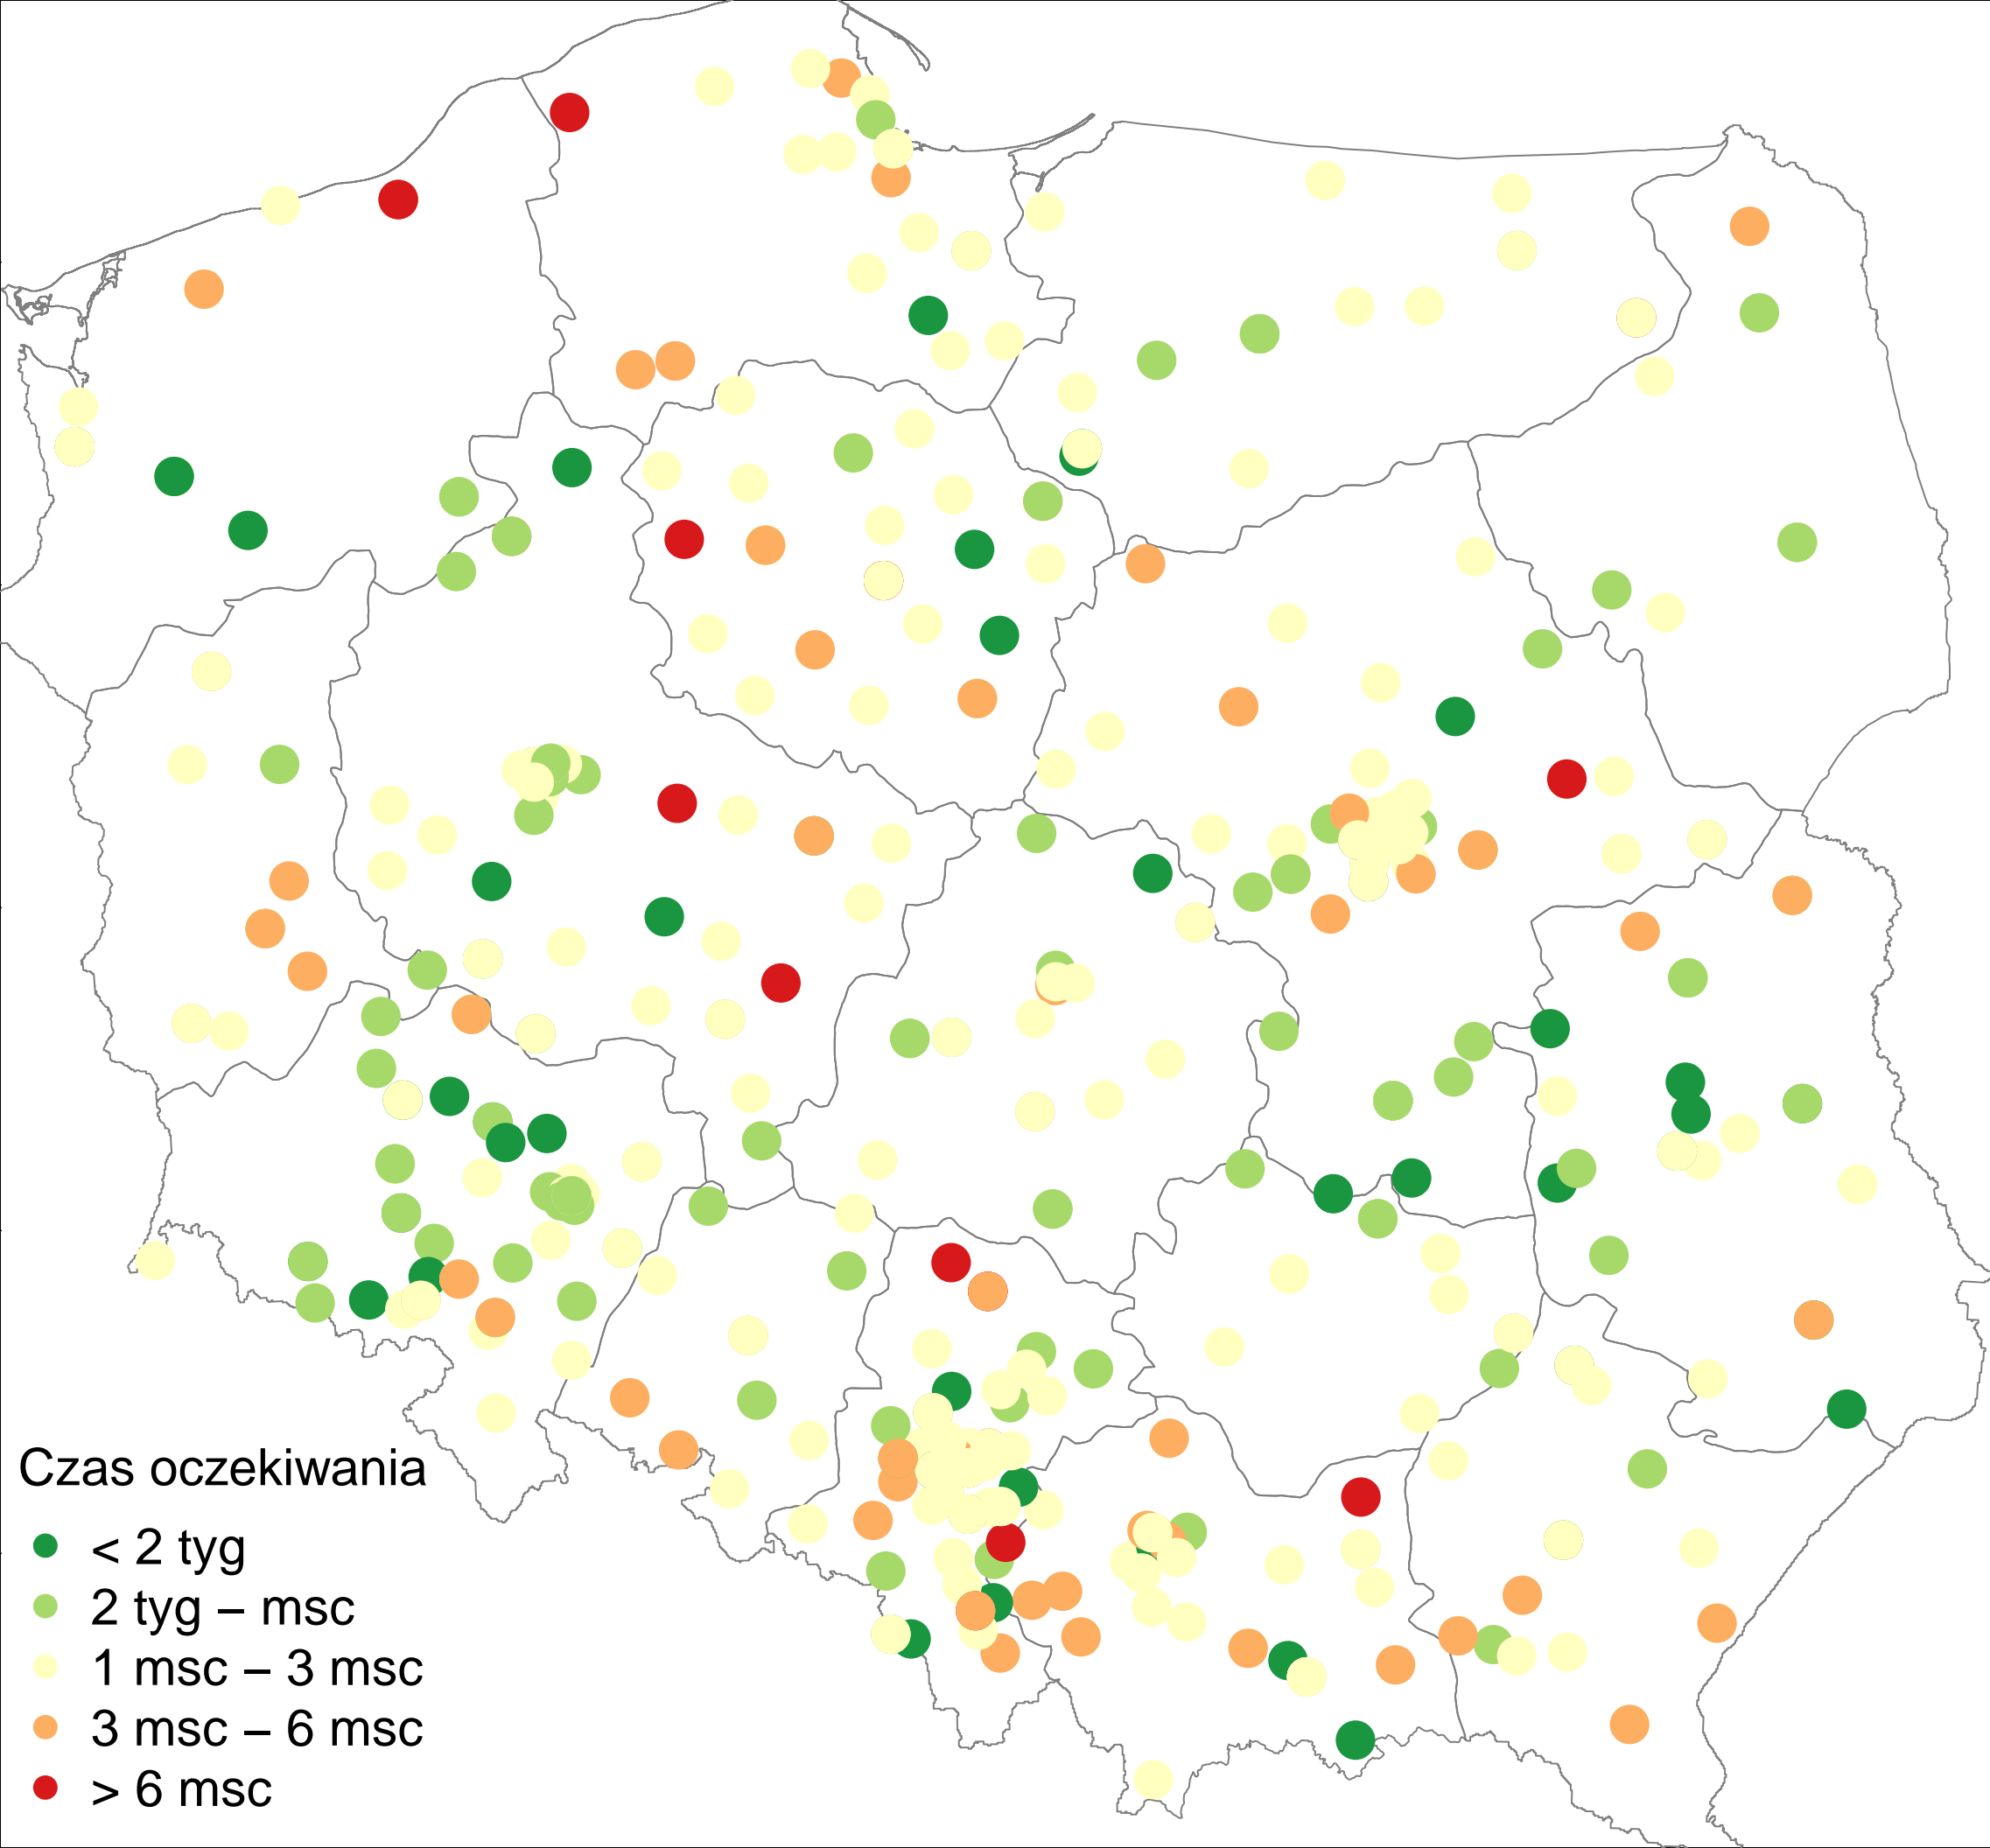 Czas oczekiwania
< 2 tyg
2 tyg – msc
1 msc – 3 msc
3 msc – 6 msc
> 6 msc